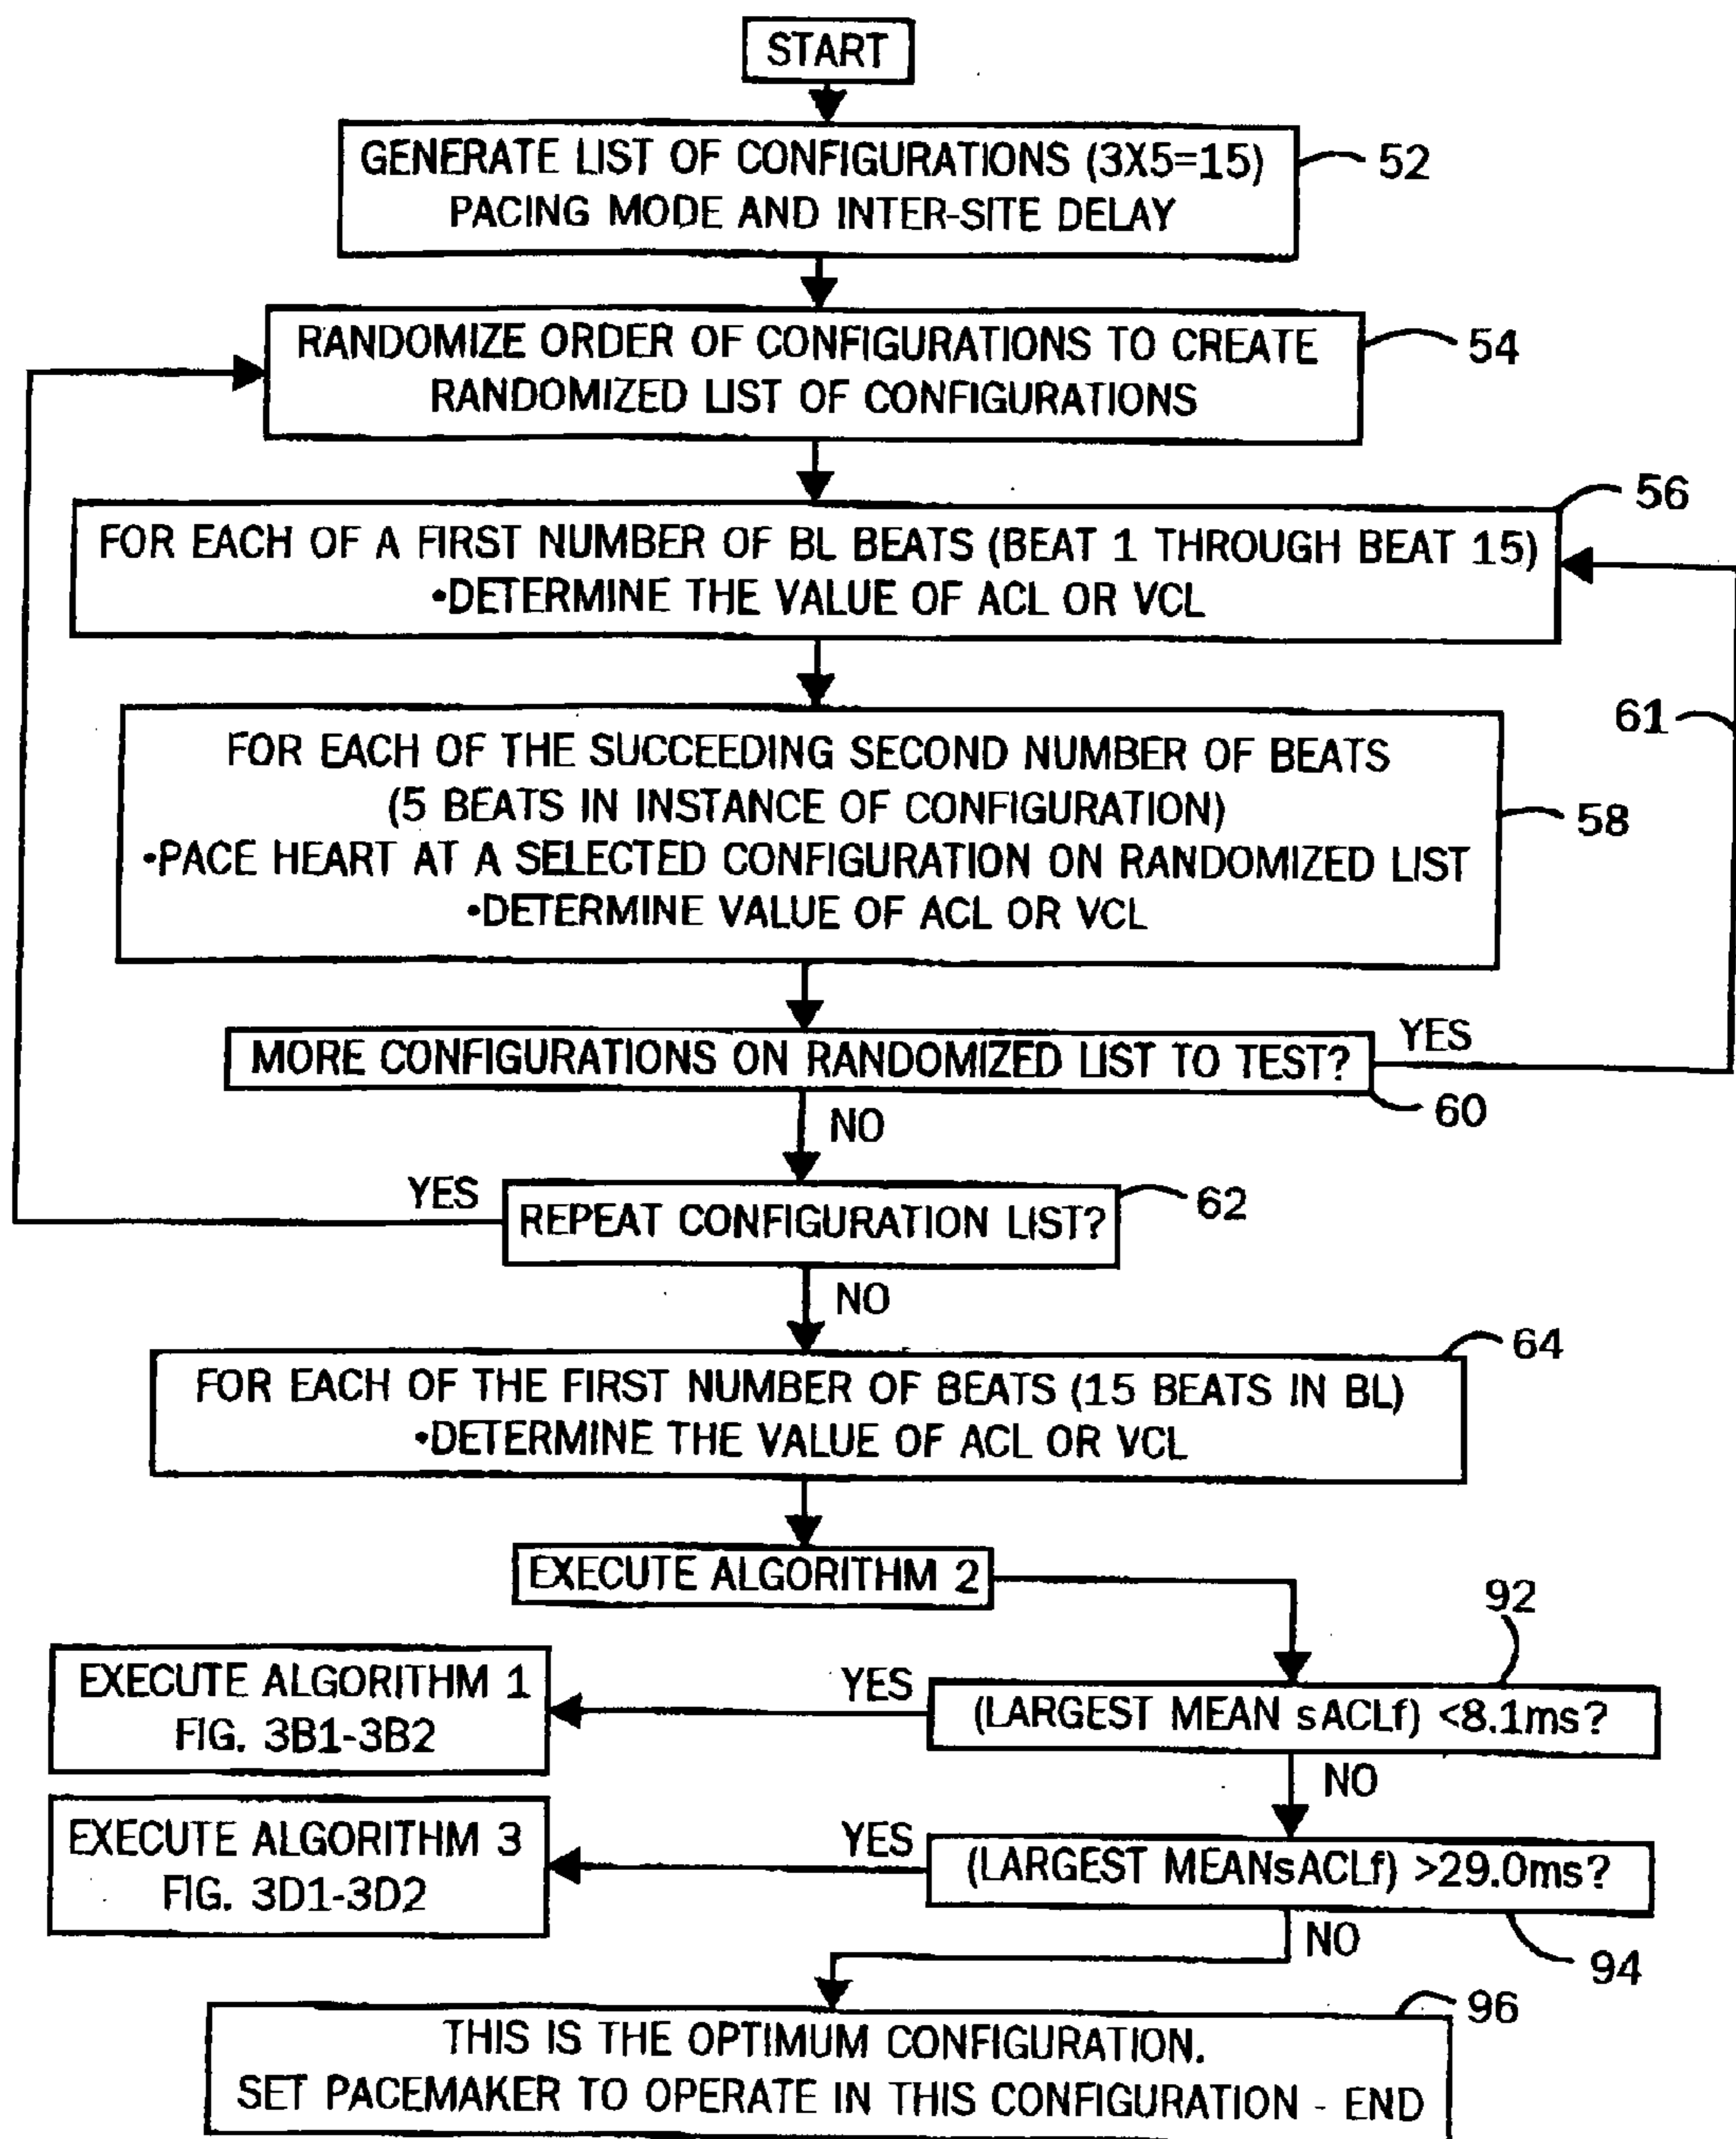 START
GENERATE LIST OF CONFIGURATIONS (3X5=15)
PACING MODE AND INTER-SITE DELAY
52
RANDOMIZE ORDER OF CONFIGURATIONS TO CREATE
RANDOMIZED LIST OF CONFIGURATIONS
54
56
FOR EACH OF A FIRST NUMBER OF BL BEATS (BEAT 1 THROUGH BEAT 15)
•DETERMINE THE VALUE OF ACL OR VCL
61
FOR EACH OF THE SUCCEEDING SECOND NUMBER OF BEATS
(5 BEATS IN INSTANCE OF CONFIGURATION)
•PACE HEART AT A SELECTED CONFIGURATION ON RANDOMIZED LIST
•DETERMINE VALUE OF ACL OR VCL
58
MORE CONFIGURATIONS ON RANDOMIZED LIST TO TEST?
YES
60
NO
YES
REPEAT CONFIGURATION LIST?
62
NO
64
FOR EACH OF THE FIRST NUMBER OF BEATS (15 BEATS IN BL)
•DETERMINE THE VALUE OF ACL OR VCL
EXECUTE ALGORITHM 2
92
EXECUTE ALGORITHM 1
FIG. 3B1-3B2
YES
(LARGEST MEAN sACLf) <8.1ms?
NO
EXECUTE ALGORITHM 3
FIG. 3D1-3D2
YES
(LARGEST MEANsACLf) >29.0ms?
NO
94
96
THIS IS THE OPTIMUM CONFIGURATION.
SET PACEMAKER TO OPERATE IN THIS CONFIGURATION - END